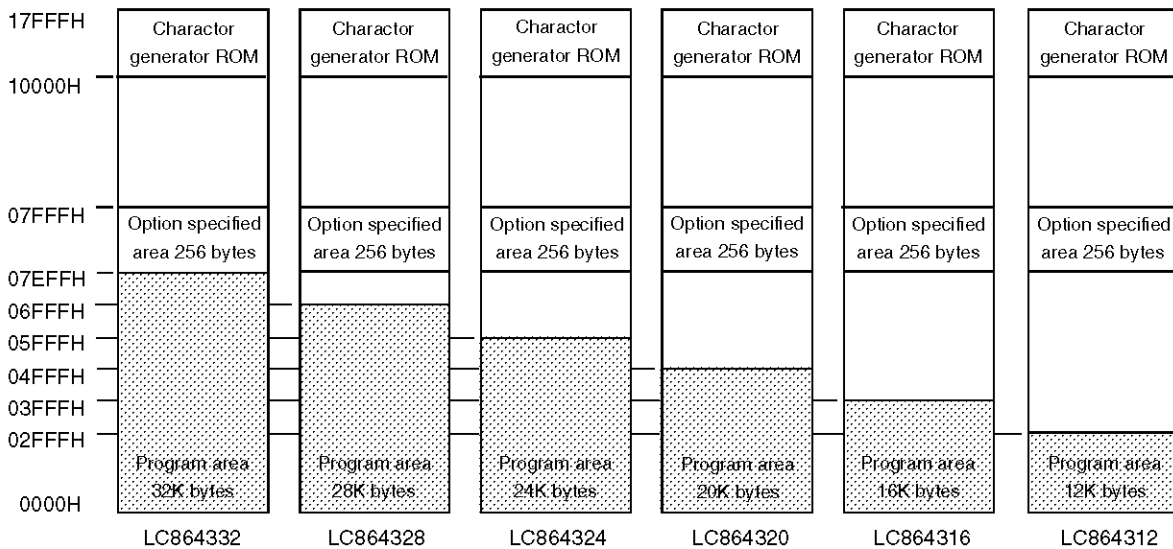 17FFFH
Charactor Charactor Charactor Charactor Charactor Charactor
generator ROM generator ROM generator ROM generator ROM generator ROM generator ROM
10000H
07FFFH
Option specified Option specified Option specified Option specified Option specified Option specified
area 256 bytes area 256 bytes area 256 bytes area 256 bytes area 256 bytes area 256 bytes
07EFFH
06FFFH
05FFFH
04FFFH
03FFFH
02FFFH
Program area Program area Program area Program area Program area Program area
32K bytes 28K bytes 24K bytes 20K bytes 16K bytes 12K bytes
0000H
LC864332 LC864328 LC864324 LC864320 LC864316 LC864312